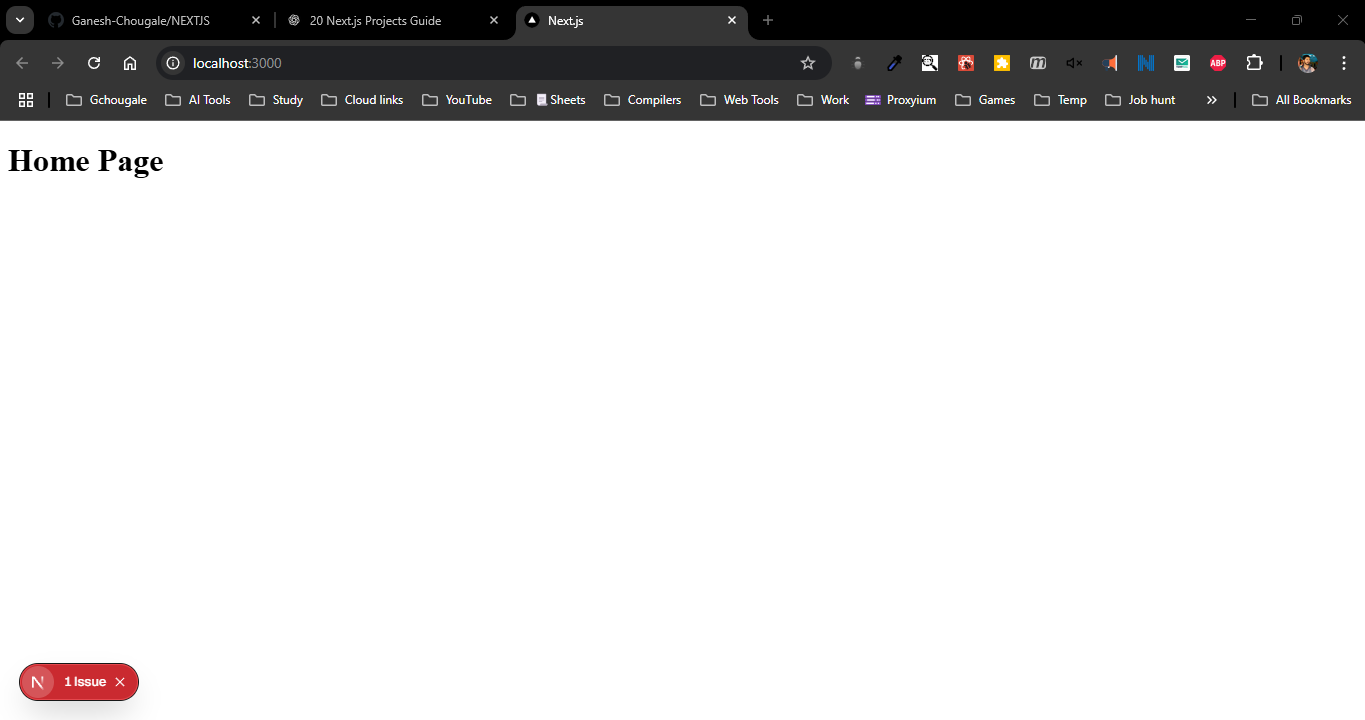 Ganesh-Chougale/NEXTJS
20 Next.js Projects Guide
Next.js
localhost:3000
ABP
Gchougale
AI Tools
Study
Cloud links
YouTube
Sheets
Compilers
Web Tools
Work
Proxyium
Games
Temp
Job hunt
All Bookmarks
Home Page
N 1 Issue